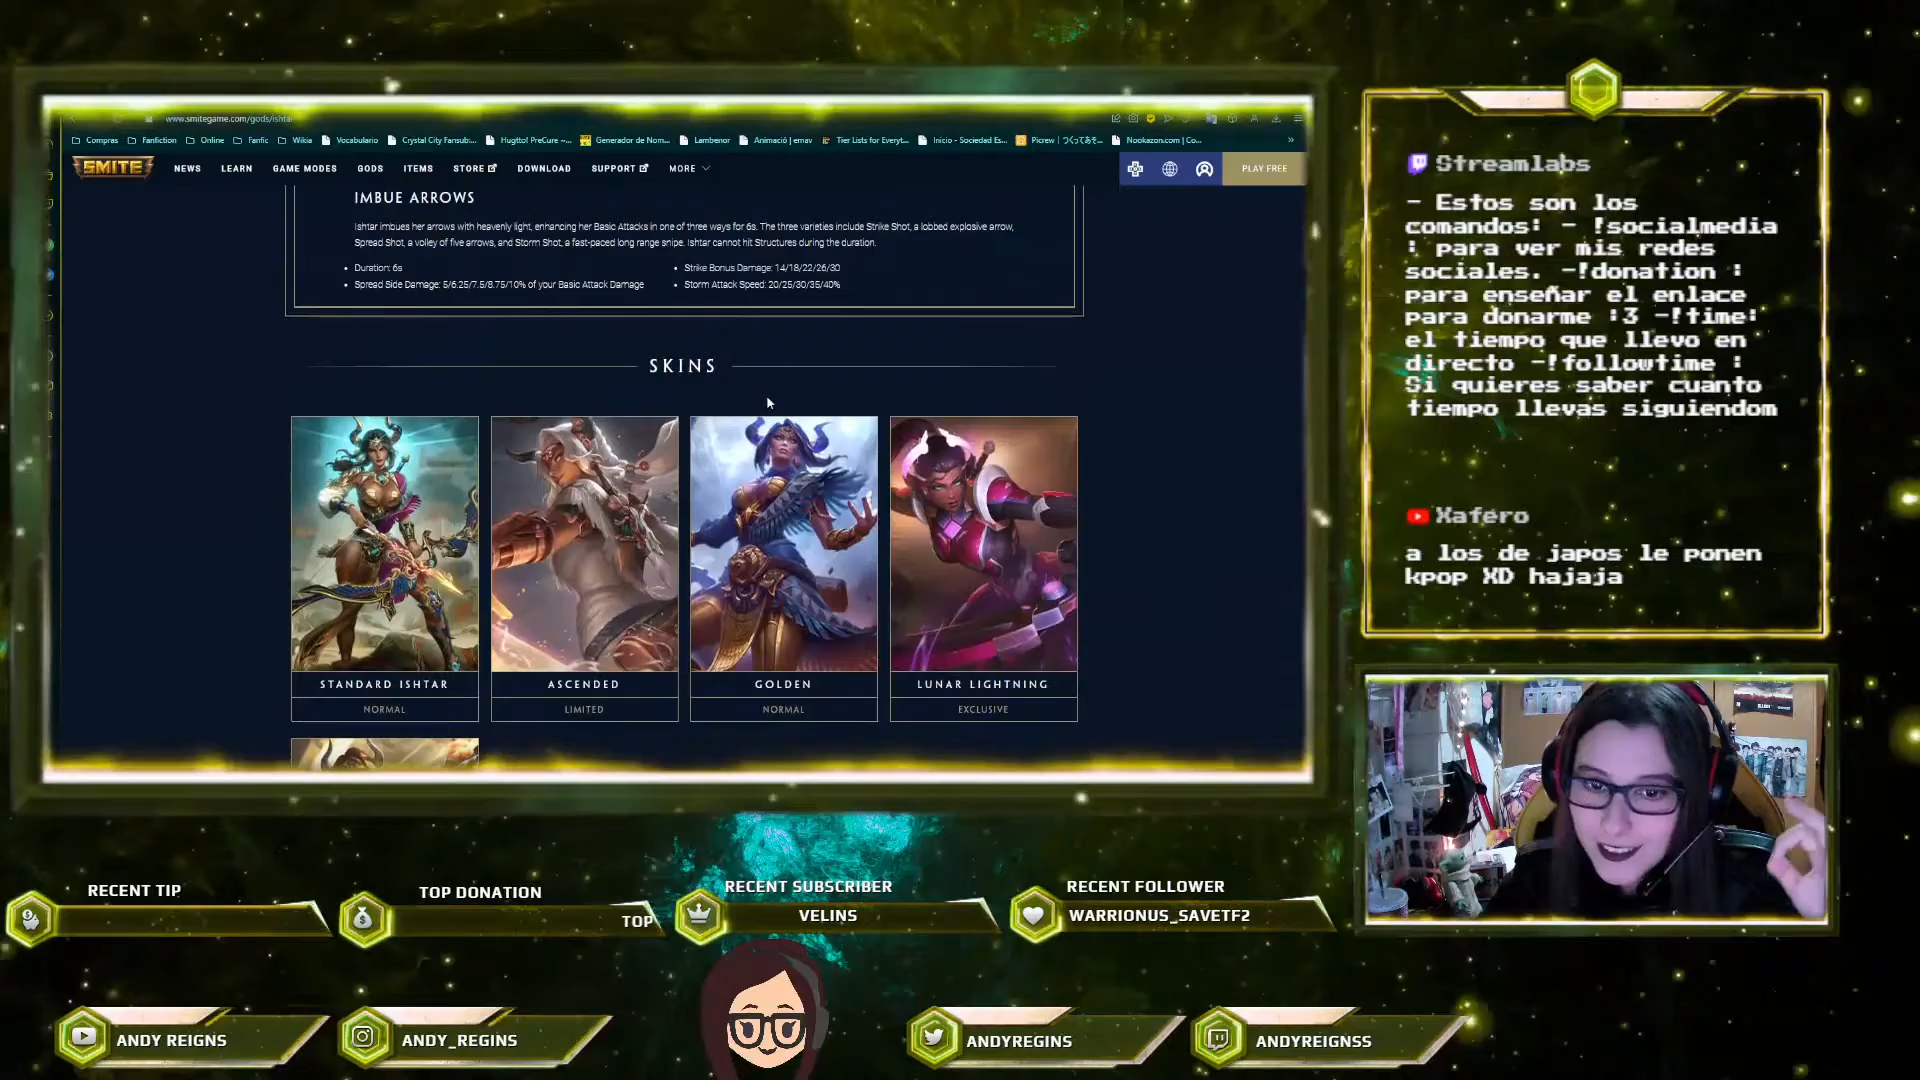 www.smitegame.com/gods/ishta
Compras Fanfiction Online Fanfic Wikia Vocabulario Crystal City Fansub:... Hugtto! PreCure ~... Generador de Nom... Lambenor Animació | emav Tier Lists for Everyt... Inicio - Sociedad Es... Picrew | つくってあそ... Nookazon.com | Co... »
SMITE NEWS LEARN GAME MODES GODS ITEMS STORE DOWNLOAD SUPPORT MORE PLAY FREE
IMBUE ARROWS
Ishtar imbues her arrows with heavenly light, enhancing her Basic Attacks in one of three ways for 6s. The three varieties include Strike Shot, a lobbed explosive arrow,
Spread Shot, a volley of five arrows, and Storm Shot, a fast-paced long range snipe. Ishtar cannot hit Structures during the duration.
• Duration: 6s
• Strike Bonus Damage: 14/18/22/26/30
• Spread Side Damage: 5/6.25/7.5/8.75/10% of your Basic Attack Damage
• Storm Attack Speed: 20/25/30/35/40%
SKINS
STANDARD ISHTAR
NORMAL
ASCENDED
LIMITED
GOLDEN
NORMAL
LUNAR LIGHTNING
EXCLUSIVE
Streamlabs
- Estos son los
comandos: - !socialmedia
: para ver mis redes
sociales. -!donation :
para enseñar el enlace
para donarme :3 -!time:
el tiempo que llevo en
directo -!followtime :
Si quieres saber cuanto
tiempo llevas siguiendom
Xafero
a los de japos le ponen
kpop XD hajaja
RECENT TIP
TOP DONATION
TOP
RECENT SUBSCRIBER
VELINS
RECENT FOLLOWER
WARRIONUS_SAVETF2
ANDY REIGNS
ANDY_REGINS
ANDYREGINS
ANDYREIGNSS